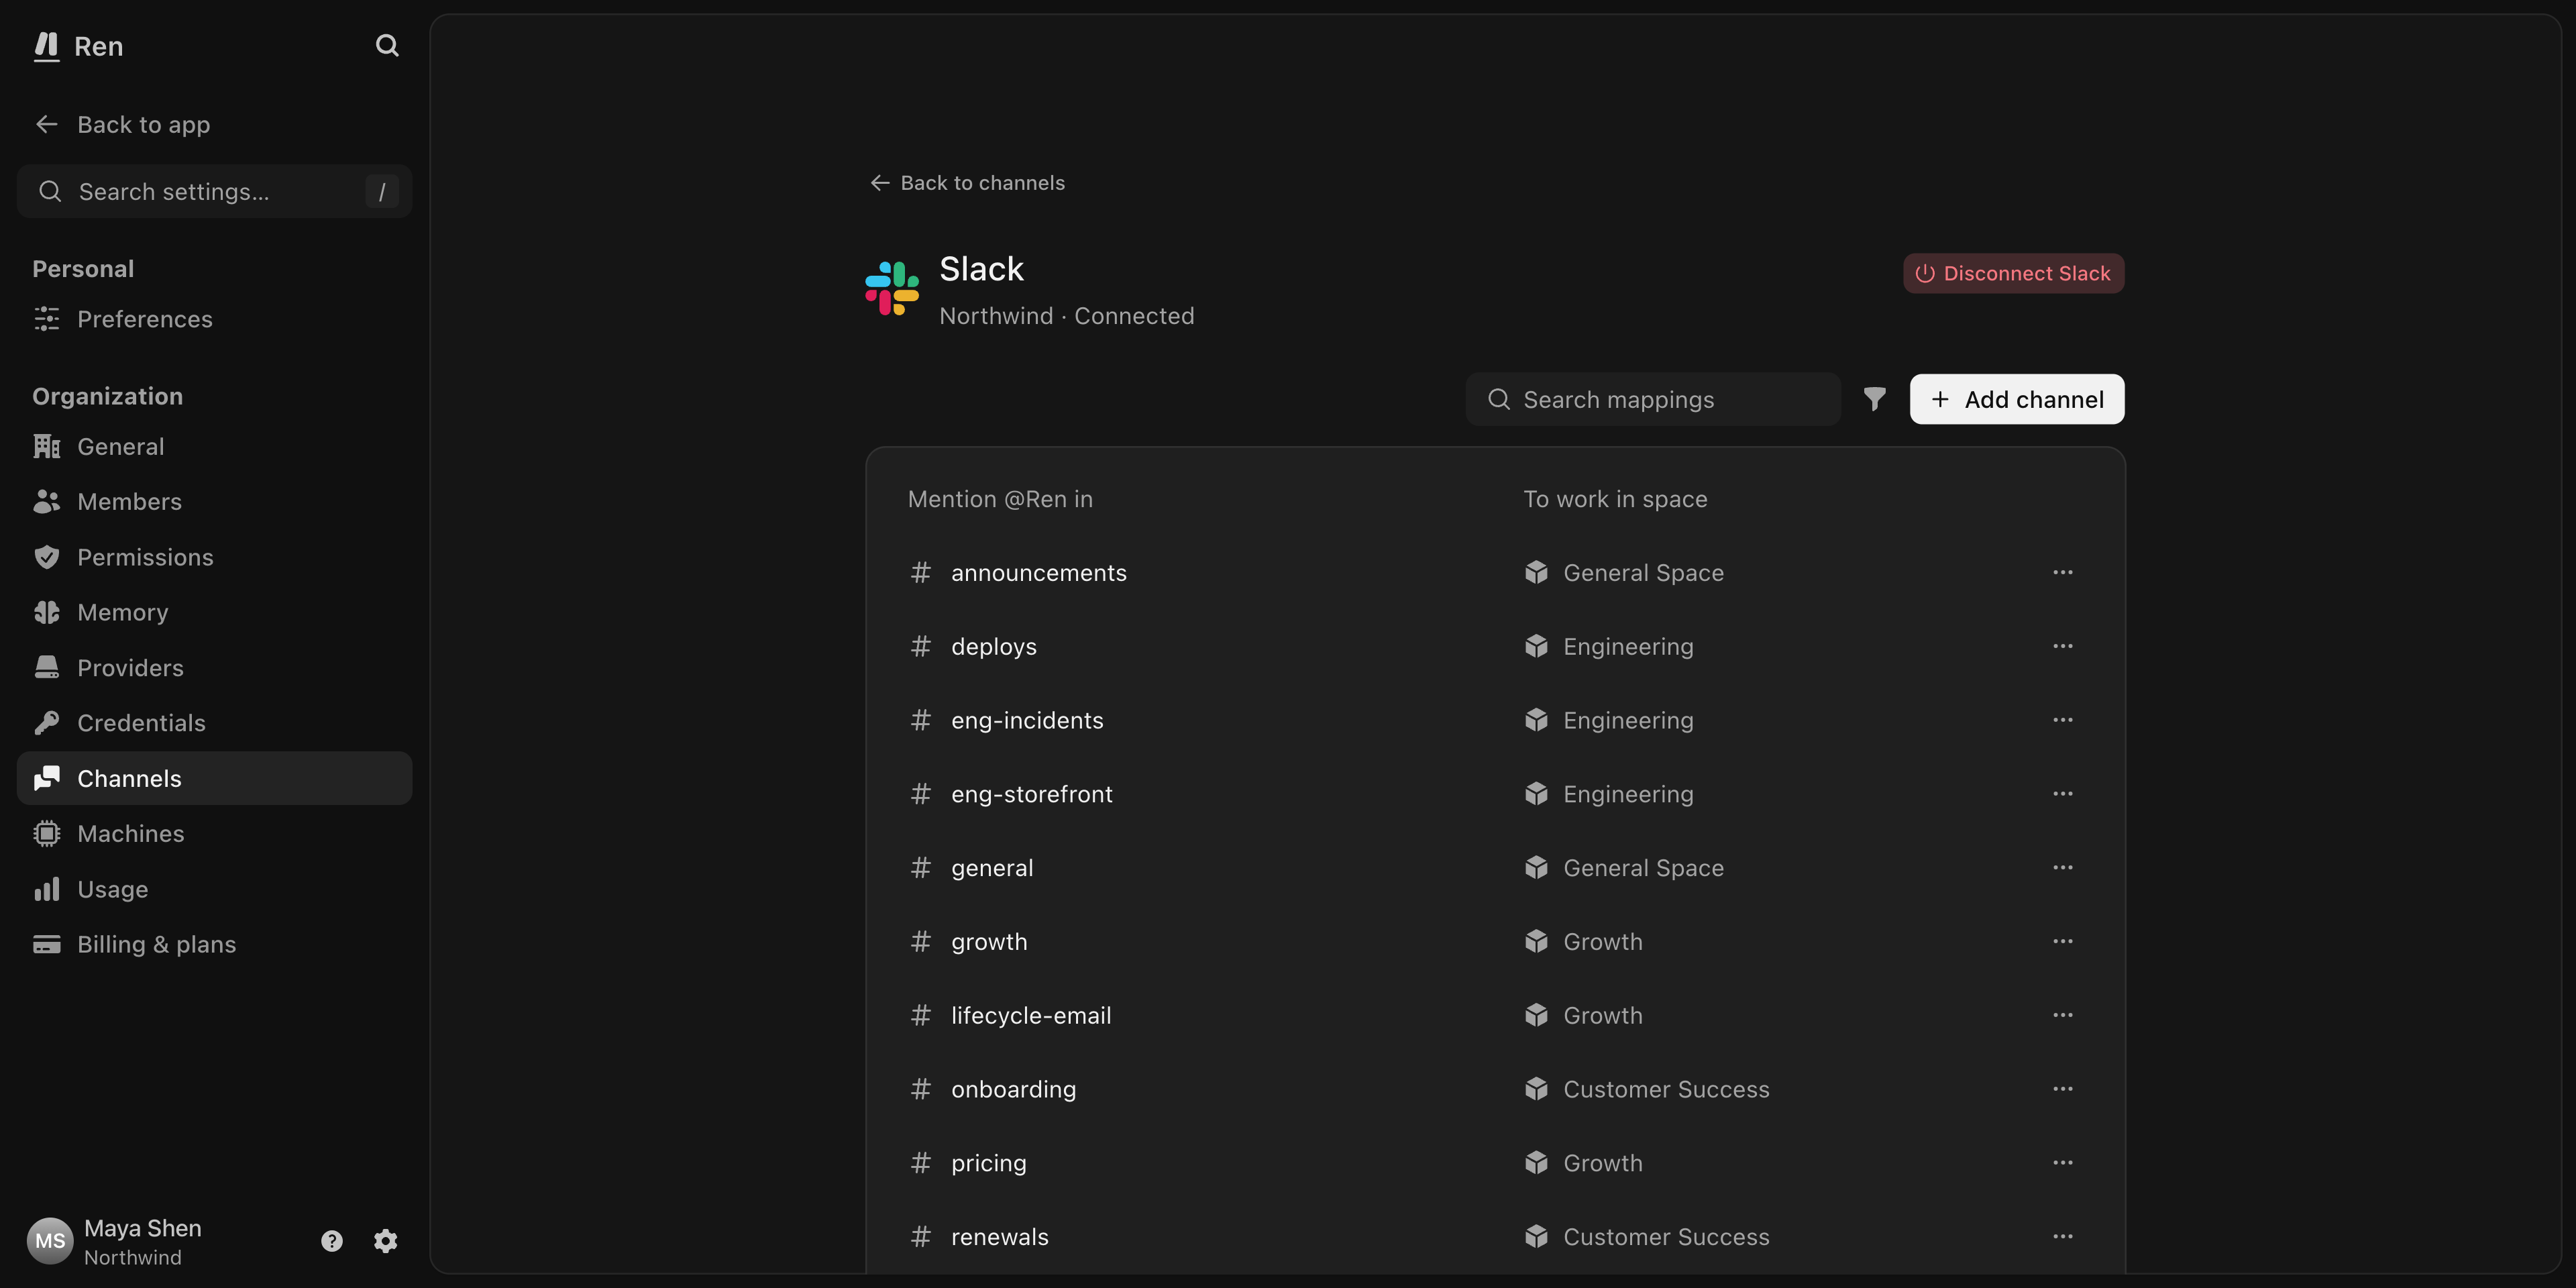 Ren
Back to app
Search settings...
/
Personal
Preferences
Organization
General
Members
Permissions
Memory
Providers
Credentials
Channels
Machines
Usage
Billing & plans
MS
Maya Shen
Northwind
Back to channels
Slack
Northwind · Connected
Disconnect Slack
Search mappings
+ Add channel
Mention @Ren in To work in space
# announcements General Space
# deploys Engineering
# eng-incidents Engineering
# eng-storefront Engineering
# general General Space
# growth Growth
# lifecycle-email Growth
# onboarding Customer Success
# pricing Growth
# renewals Customer Success